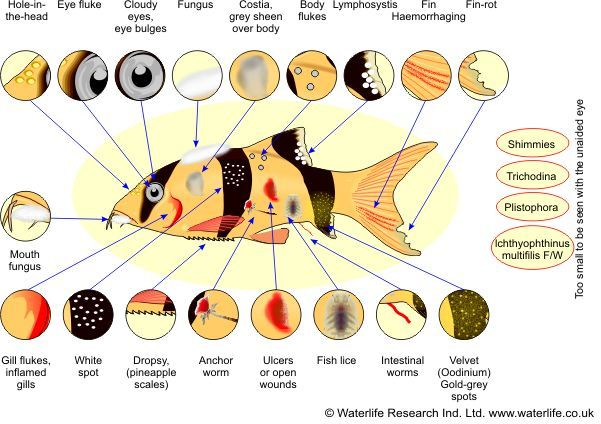 Hole-in-
the-head
Eye fluke
Cloudy
eyes,
eye bulges
Fungus
Costia,
grey sheen
over body
Body
flukes
Lymphosystis
Fin
Haemorrhaging
Fin-rot
Shimmies
Trichodina
Plistophora
Ichthyophthinus
multifilis F/W
Too small to be seen with the unaided eye
Mouth
fungus
Gill flukes,
inflamed
gills
White
spot
Dropsy,
(pineapple
scales)
Anchor
worm
Ulcers
or open
wounds
Fish lice
Intestinal
worms
Velvet
(Oodinium)
Gold-grey
spots
© Waterlife Research Ind. Ltd. www.waterlife.co.uk